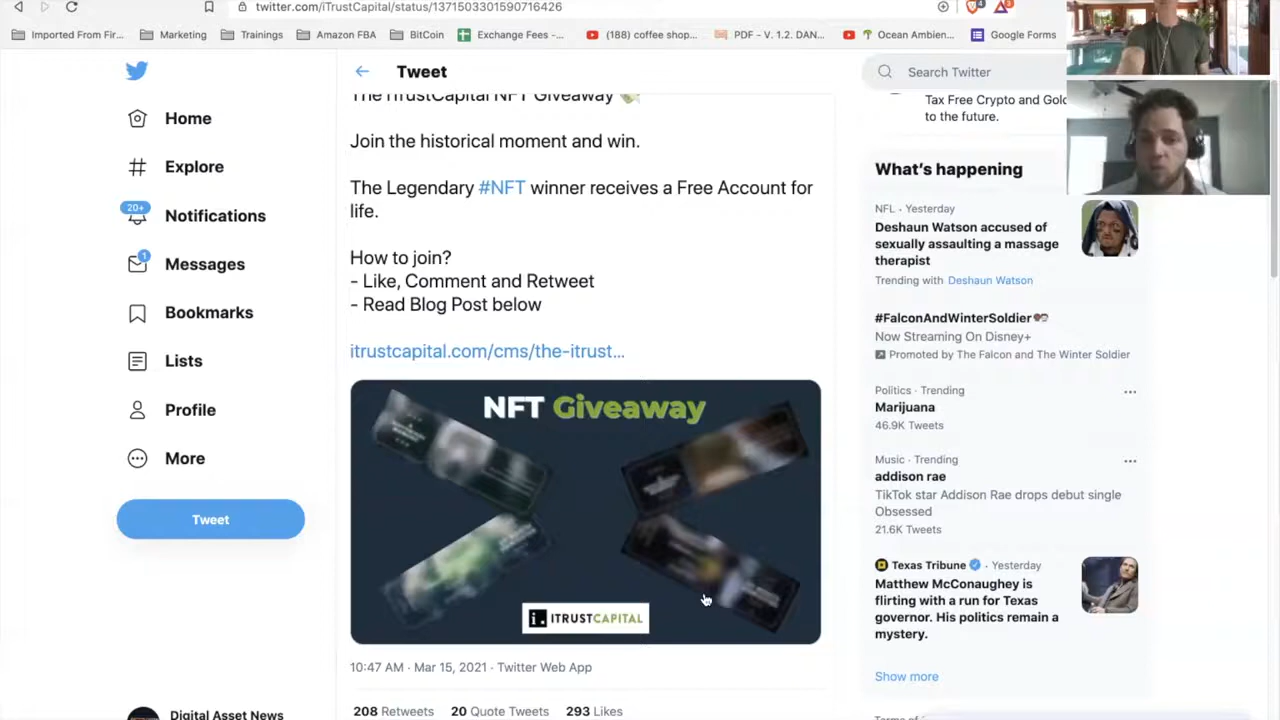 twitter.com/iTrustCapital/status/1371503301590716426
Imported From Fir...
Marketing
Trainings
Amazon FBA
BitCoin
Exchange Fees -...
(188) coffee shop...
PDF - V. 1.2. DAN...
Ocean Ambien...
Google Forms
Home
Explore
20+
Notifications
1
Messages
Bookmarks
Lists
Profile
More
Tweet
Digital Asset News
Tweet
The iTrustCapital NFT Giveaway
Join the historical moment and win.
The Legendary #NFT winner receives a Free Account for
life.
How to join?
- Like, Comment and Retweet
- Read Blog Post below
itrustcapital.com/cms/the-itrust...
NFT Giveaway
i. ITRUSTCAPITAL
10:47 AM · Mar 15, 2021 · Twitter Web App
208 Retweets 20 Quote Tweets 293 Likes
Search Twitter
Tax Free Crypto and Gold
to the future.
What's happening
NFL · Yesterday
Deshaun Watson accused of
sexually assaulting a massage
therapist
Trending with Deshaun Watson
#FalconAndWinterSoldier
Now Streaming On Disney+
Promoted by The Falcon and The Winter Soldier
Politics · Trending
Marijuana
46.9K Tweets
Music · Trending
addison rae
TikTok star Addison Rae drops debut single
Obsessed
21.6K Tweets
Texas Tribune · Yesterday
Matthew McConaughey is
flirting with a run for Texas
governor. His politics remain a
mystery.
Show more